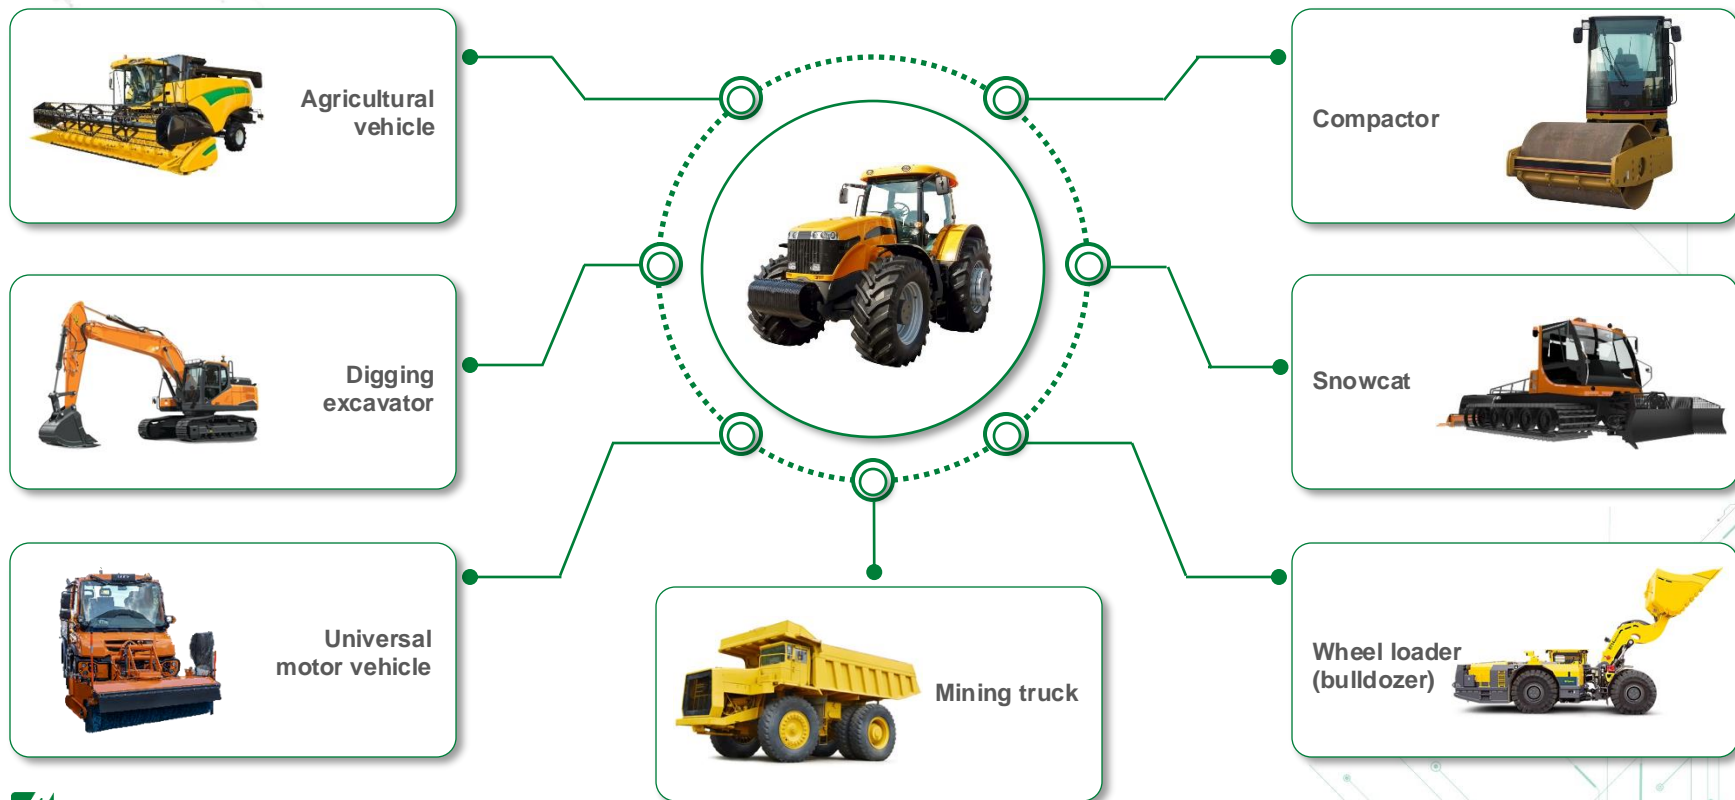 Agricultural
vehicle
Compactor
Digging
excavator
Snowcat
Universal
motor vehicle
Mining truck
Wheel loader
(bulldozer)